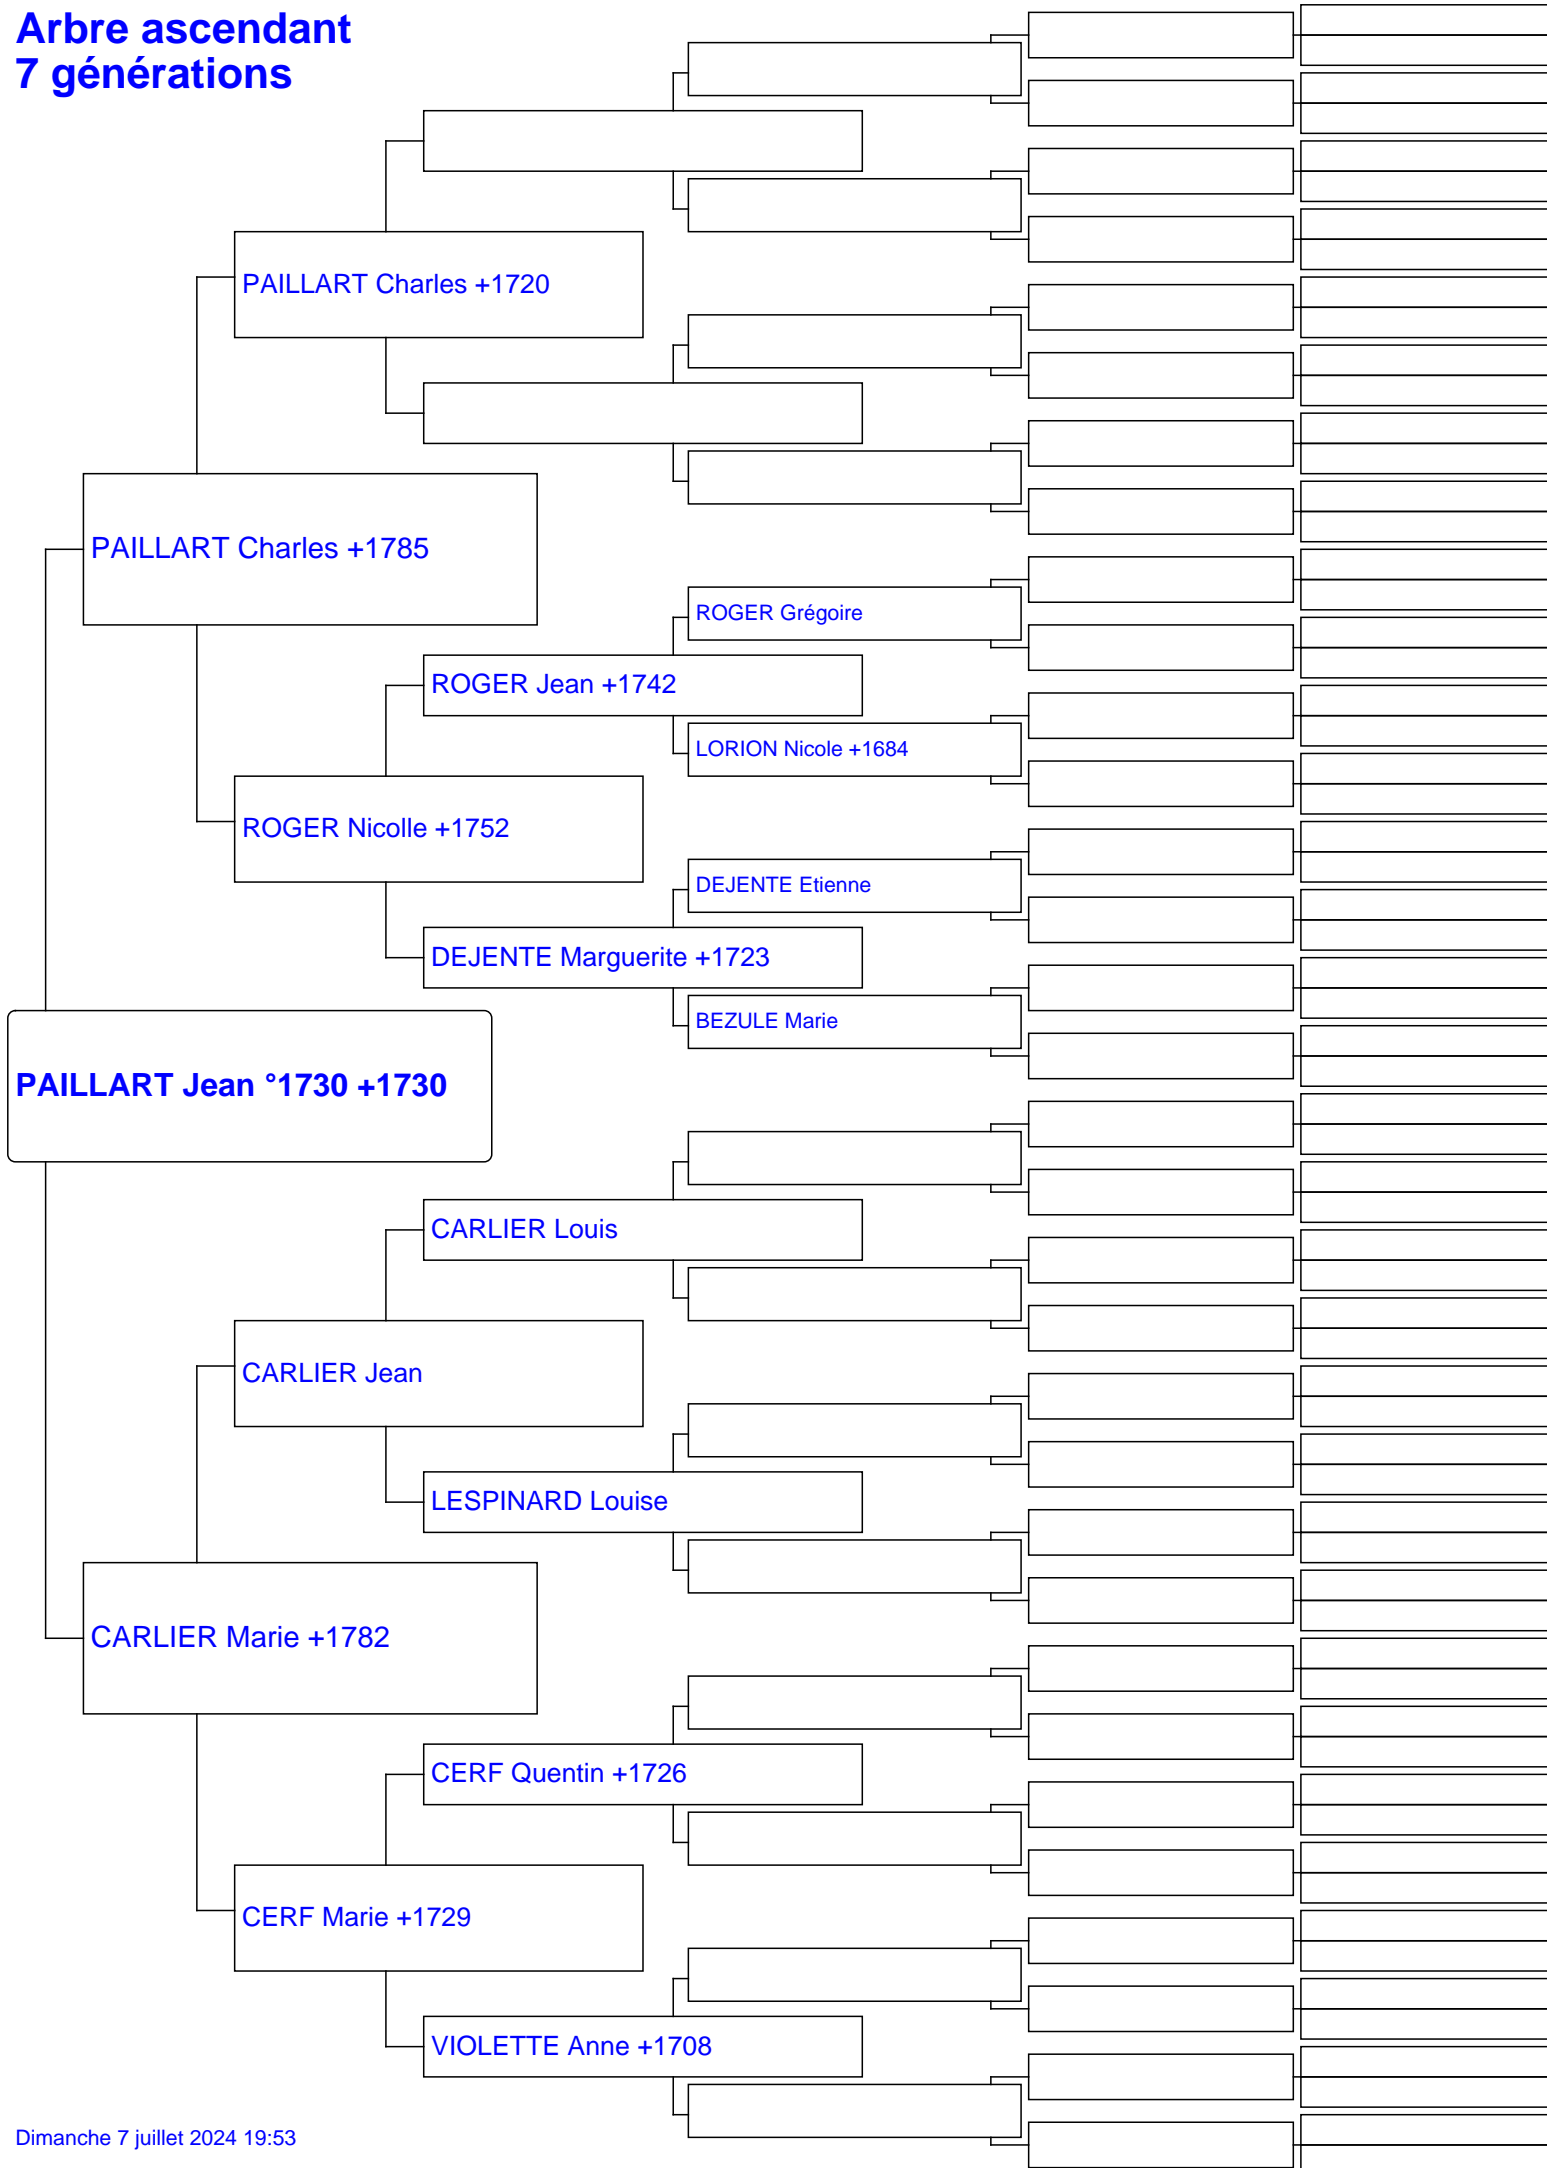 Arbre ascendant
7 générations
PAILLART Charles +1720
PAILLART Charles +1785
ROGER Grégoire
ROGER Jean +1742
LORION Nicole +1684
ROGER Nicolle +1752
DEJENTE Etienne
DEJENTE Marguerite +1723
BEZULE Marie
PAILLART Jean °1730 +1730
CARLIER Louis
CARLIER Jean
LESPINARD Louise
CARLIER Marie +1782
CERF Quentin +1726
CERF Marie +1729
VIOLETTE Anne +1708
Dimanche 7 juillet 2024 19:53